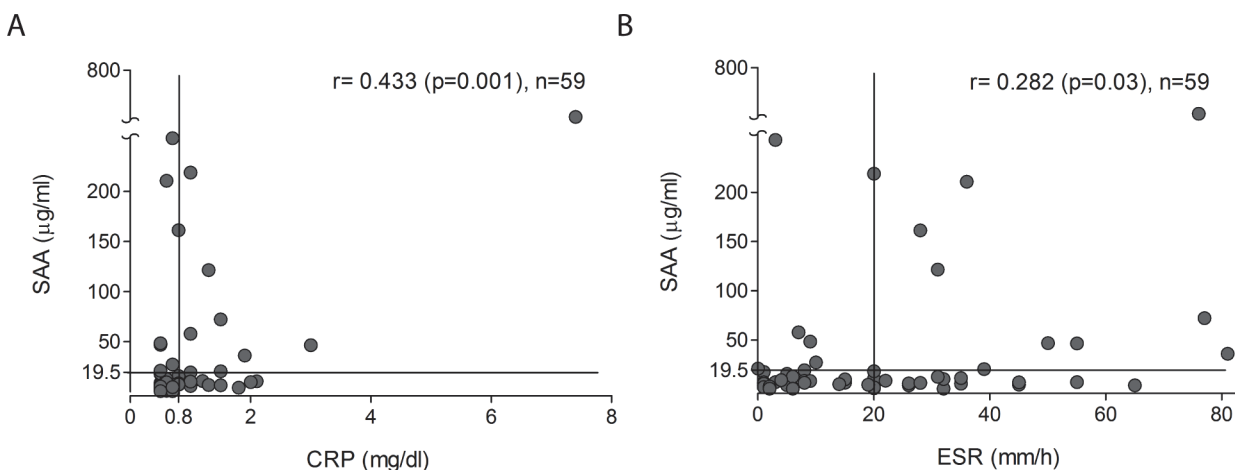 A
r= 0.433 (p=0.001), n=59
SAA (μg/ml)
800
200
150
100
50
19.5
0 0.8 2 4 6 8
CRP (mg/dl)
B
r= 0.282 (p=0.03), n=59
SAA (μg/ml)
800
200
150
100
50
19.5
0 20 40 60 80
ESR (mm/h)